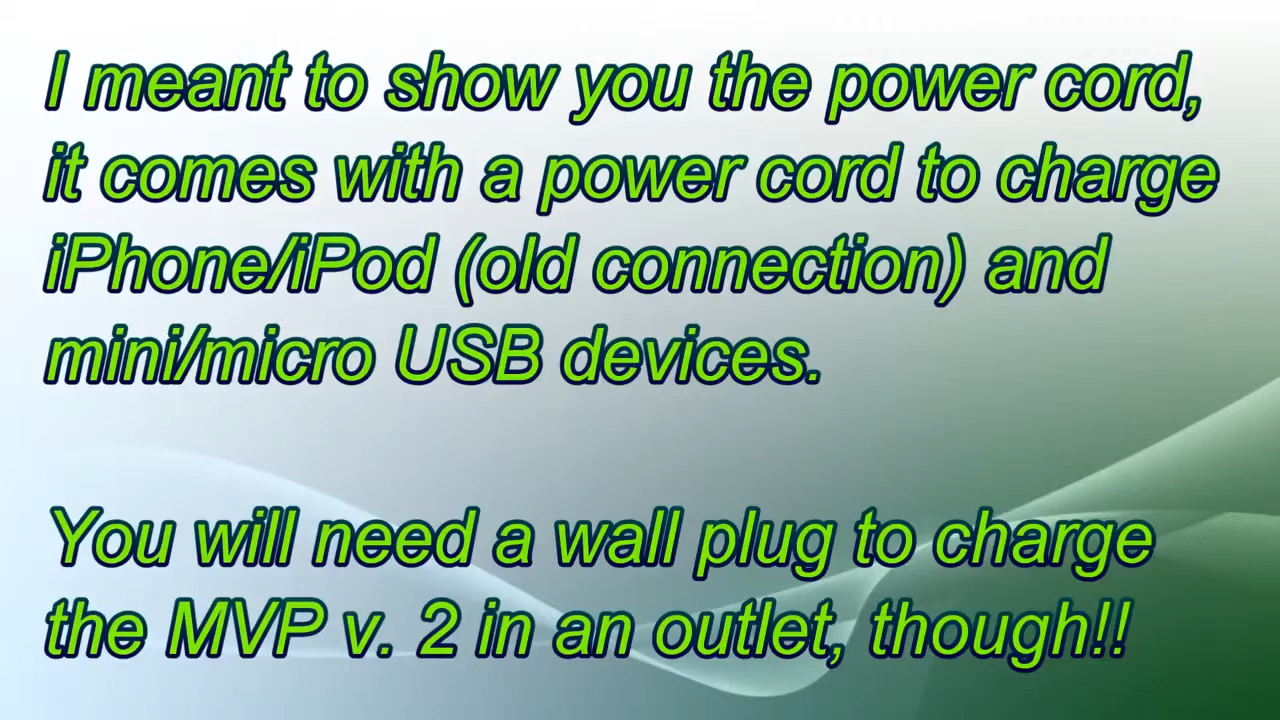 I meant to show you the power cord,
it comes with a power cord to charge
iPhone/iPod (old connection) and
mini/micro USB devices.
You will need a wall plug to charge
the MVP v. 2 in an outlet, though!!